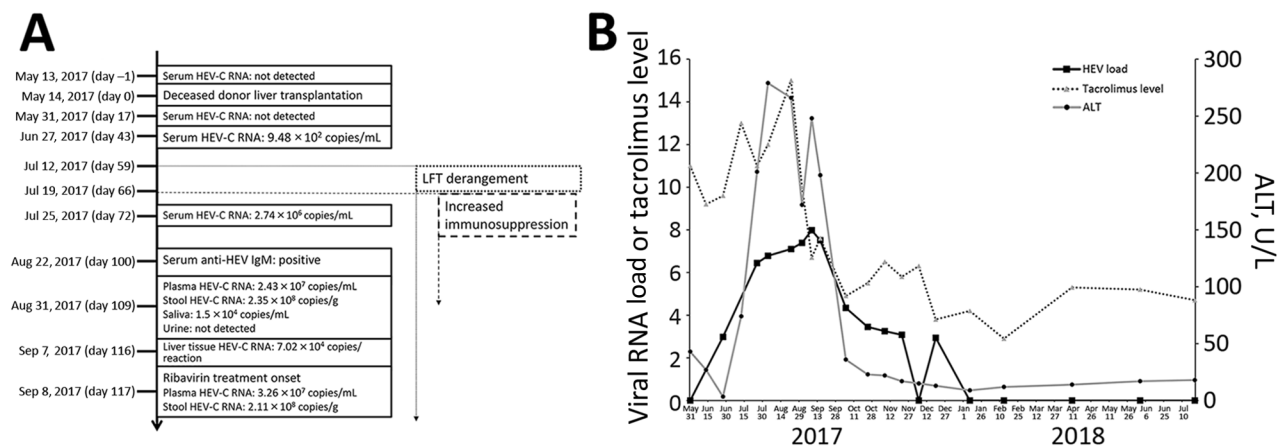 A
May 13, 2017 (day –1)
Serum HEV-C RNA: not detected
May 14, 2017 (day 0)
Deceased donor liver transplantation
May 31, 2017 (day 17)
Serum HEV-C RNA: not detected
Jun 27, 2017 (day 43)
Serum HEV-C RNA: 9.48 × 10² copies/mL
Jul 12, 2017 (day 59)
LFT derangement
Jul 19, 2017 (day 66)
Increased
immunosuppression
Jul 25, 2017 (day 72)
Serum HEV-C RNA: 2.74 × 10⁶ copies/mL
Aug 22, 2017 (day 100)
Serum anti-HEV IgM: positive
Aug 31, 2017 (day 109)
Plasma HEV-C RNA: 2.43 × 10⁷ copies/mL
Stool HEV-C RNA: 2.35 × 10⁸ copies/g
Saliva: 1.5 × 10⁴ copies/mL
Urine: not detected
Sep 7, 2017 (day 116)
Liver tissue HEV-C RNA: 7.02 × 10⁴ copies/
reaction
Sep 8, 2017 (day 117)
Ribavirin treatment onset
Plasma HEV-C RNA: 3.26 × 10⁷ copies/mL
Stool HEV-C RNA: 2.11 × 10⁸ copies/g
B
Viral RNA load or tacrolimus level
16
14
12
10
8
6
4
2
0
HEV load
Tacrolimus level
ALT
300
250
200
150
100
50
0
ALT, U/L
May Jun Jun Jul Jul Aug Aug Sep Sep Oct Oct Nov Nov Dec Dec Jan Jan Feb Feb Mar Mar Apr Apr May May Jun Jun Jul
31 15 30 15 30 14 29 13 28 11 28 12 27 12 27 1 26 10 25 12 27 11 26 11 26 6 25 10
2017
2018